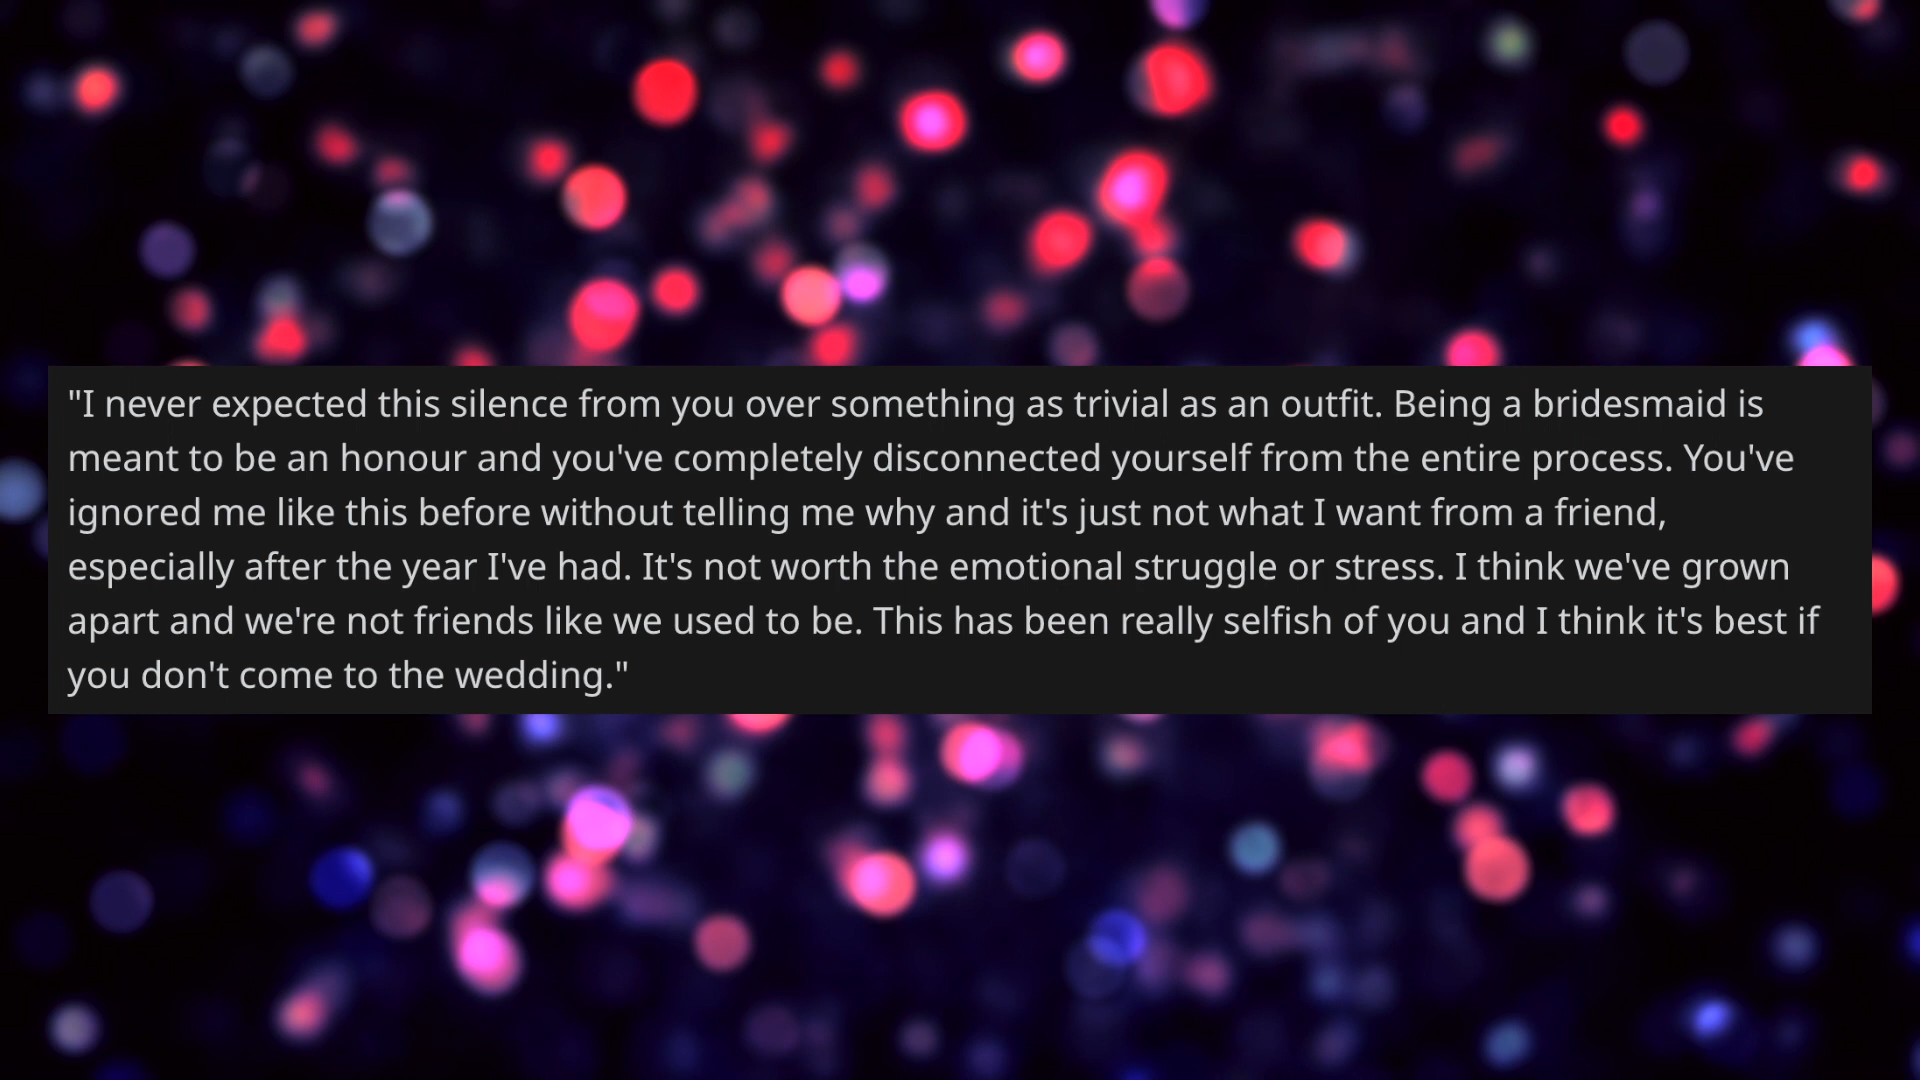 "I never expected this silence from you over something as trivial as an outfit. Being a bridesmaid is
meant to be an honour and you've completely disconnected yourself from the entire process. You've
ignored me like this before without telling me why and it's just not what I want from a friend,
especially after the year I've had. It's not worth the emotional struggle or stress. I think we've grown
apart and we're not friends like we used to be. This has been really selfish of you and I think it's best if
you don't come to the wedding."